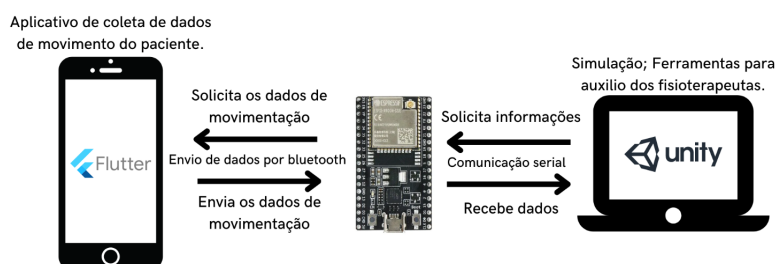 Aplicativo de coleta de dados
de movimento do paciente.
Simulação; Ferramentas para
auxilio dos fisioterapeutas.
Solicita os dados de
movimentação
Envio de dados por bluetooth
Envia os dados de
movimentação
Solicita informações
Comunicação serial
Recebe dados
Flutter
unity